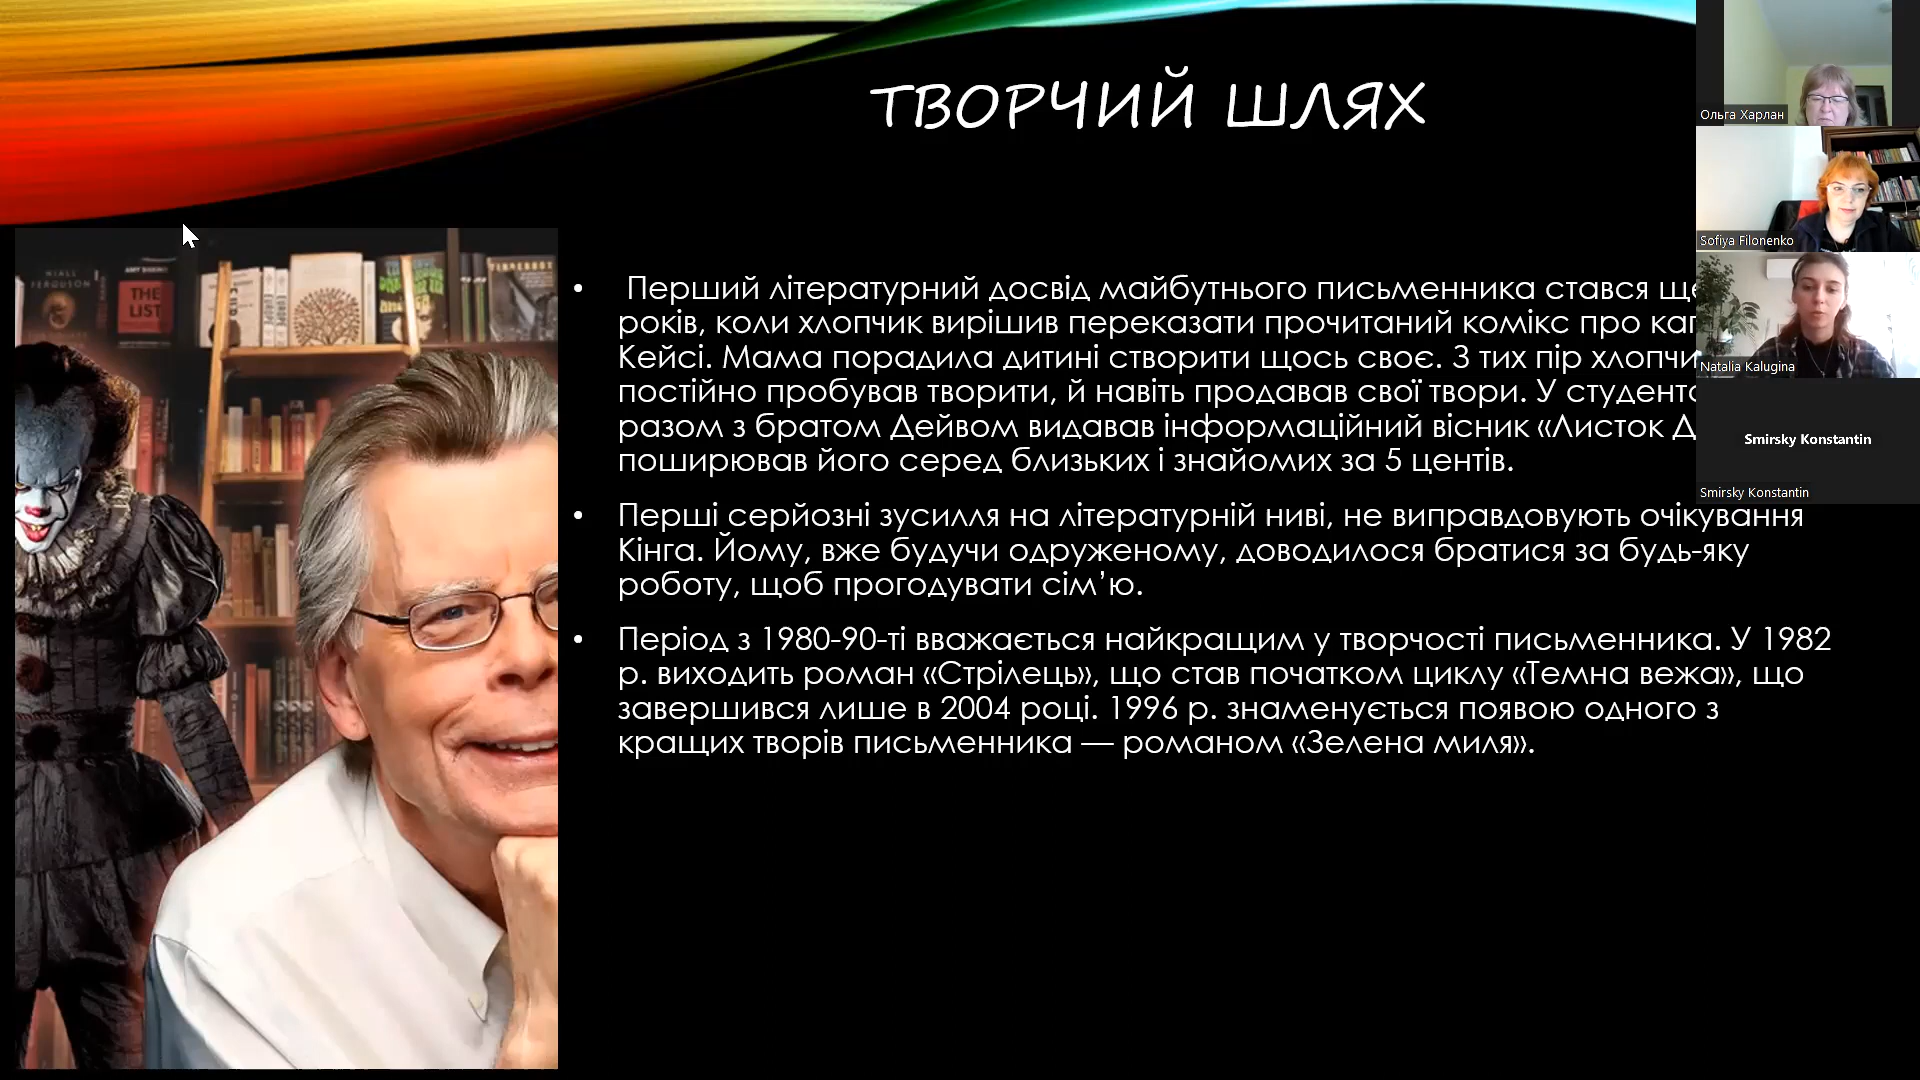 ТВОРЧИЙ ШЛЯХ
• Перший літературний досвід майбутнього письменника стався
років, коли хлопчик вирішив переказати прочитаний комікс про
Кейсі. Мама порадила дитині створити щось своє. З тих пір
постійно пробував творити, й навіть продавав свої твори. У
разом з братом Дейвом видавав інформаційний вісник «Листок
поширював його серед близьких і знайомих за 5 центів.
• Перші серйозні зусилля на літературній ниві, не виправдовують очікування
Кінга. Йому, вже будучи одруженому, доводилося братися за будь-яку
роботу, щоб прогодувати сім’ю.
• Період з 1980-90-ті вважається найкращим у творчості письменника. У 1982
р. виходить роман «Стрілець», що став початком циклу «Темна вежа», що
завершився лише в 2004 році. 1996 р. знаменується появою одного з
кращих творів письменника — романом «Зелена миля».
NIALL
FERGUSON
THE
LIST
Ольга Харлан
Sofiya Filonenko
Natalia Kalugina
Smirsky Konstantin
Smirsky Konstantin